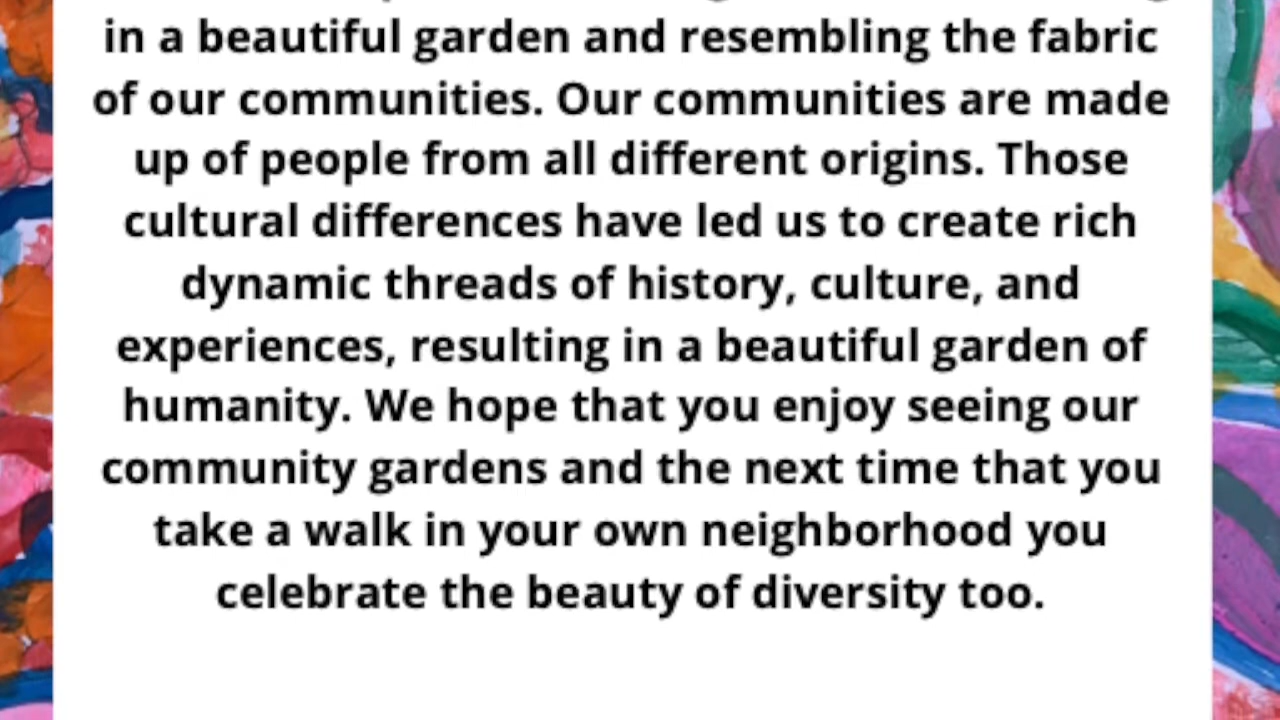 in a beautiful garden and resembling the fabric
of our communities. Our communities are made
up of people from all different origins. Those
cultural differences have led us to create rich
dynamic threads of history, culture, and
experiences, resulting in a beautiful garden of
humanity. We hope that you enjoy seeing our
community gardens and the next time that you
take a walk in your own neighborhood you
celebrate the beauty of diversity too.